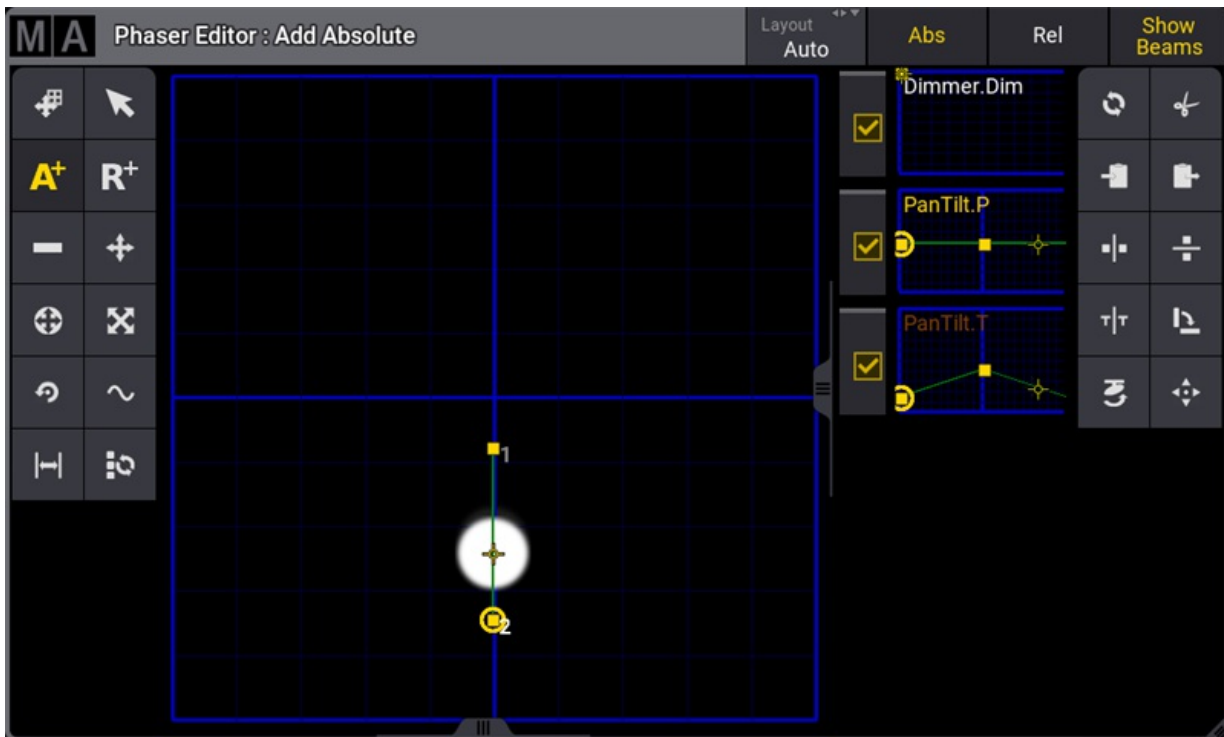 MA Phaser Editor : Add Absolute
Layout
Auto
Abs
Rel
Show
Beams
A+
R+
Dimmer.Dim
PanTilt.P
PanTilt.T
T|T
1
2